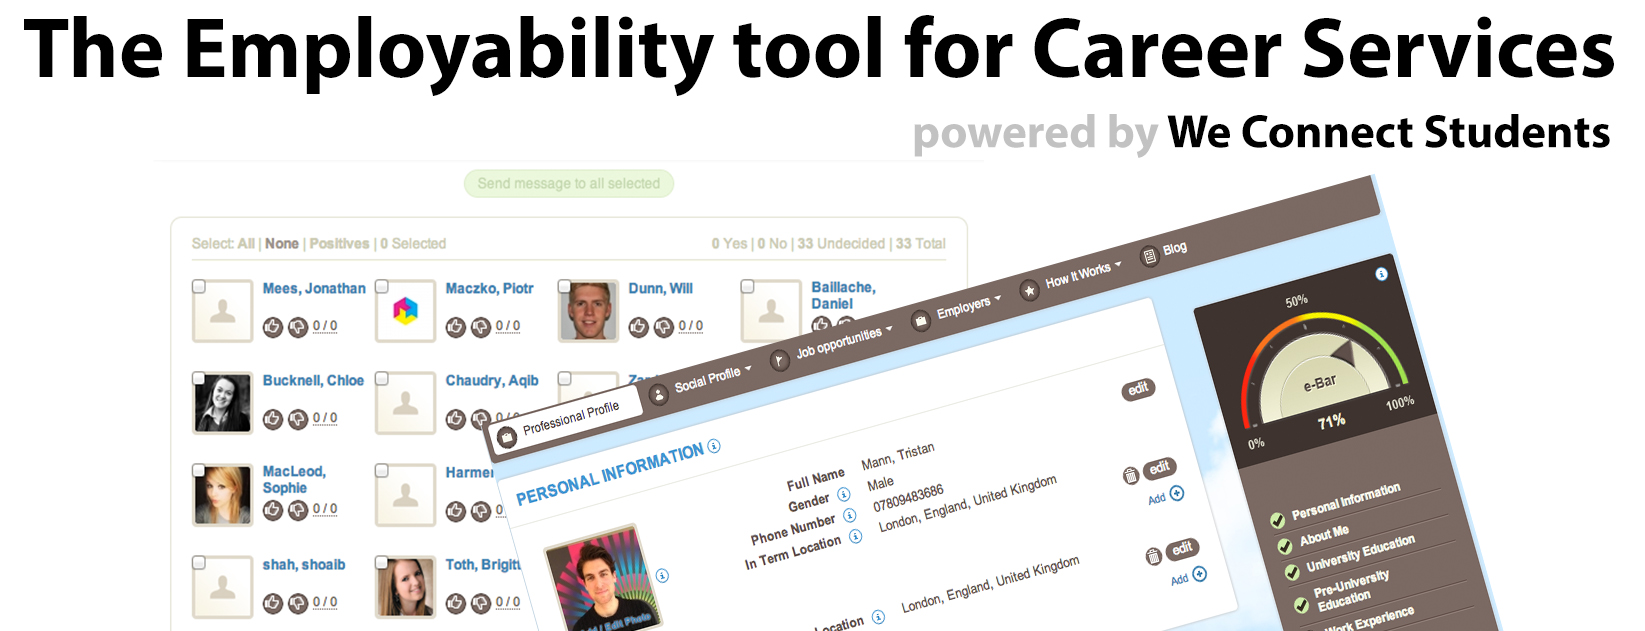 The Employability tool for Career Services
powered by We Connect Students
Send message to all selected
Select: All | None | Positives | 0 Selected
0 Yes | 0 No | 33 Undecided | 33 Total
Mees, Jonathan
0 / 0
Maczko, Piotr
0 / 0
Dunn, Will
0 / 0
Baillache,
Daniel
Bucknell, Chloe
0 / 0
Chaudry, Aqib
0 / 0
MacLeod,
Sophie
0 / 0
Harmer
0
shah, shoaib
0 / 0
Toth, Brigitt
0 / 0
Professional Profile
Social Profile
Job opportunities
Employers
How It Works
Blog
PERSONAL INFORMATION
edit
Full Name Mann, Tristan
Gender Male
Phone Number 07809483686
In Term Location London, England, United Kingdom
edit
Add
edit
Add
Location London, England, United Kingdom
Add / Edit Photo
50%
e-Bar
0% 71% 100%
Personal Information
About Me
University Education
Pre-University
Education
Work Experience